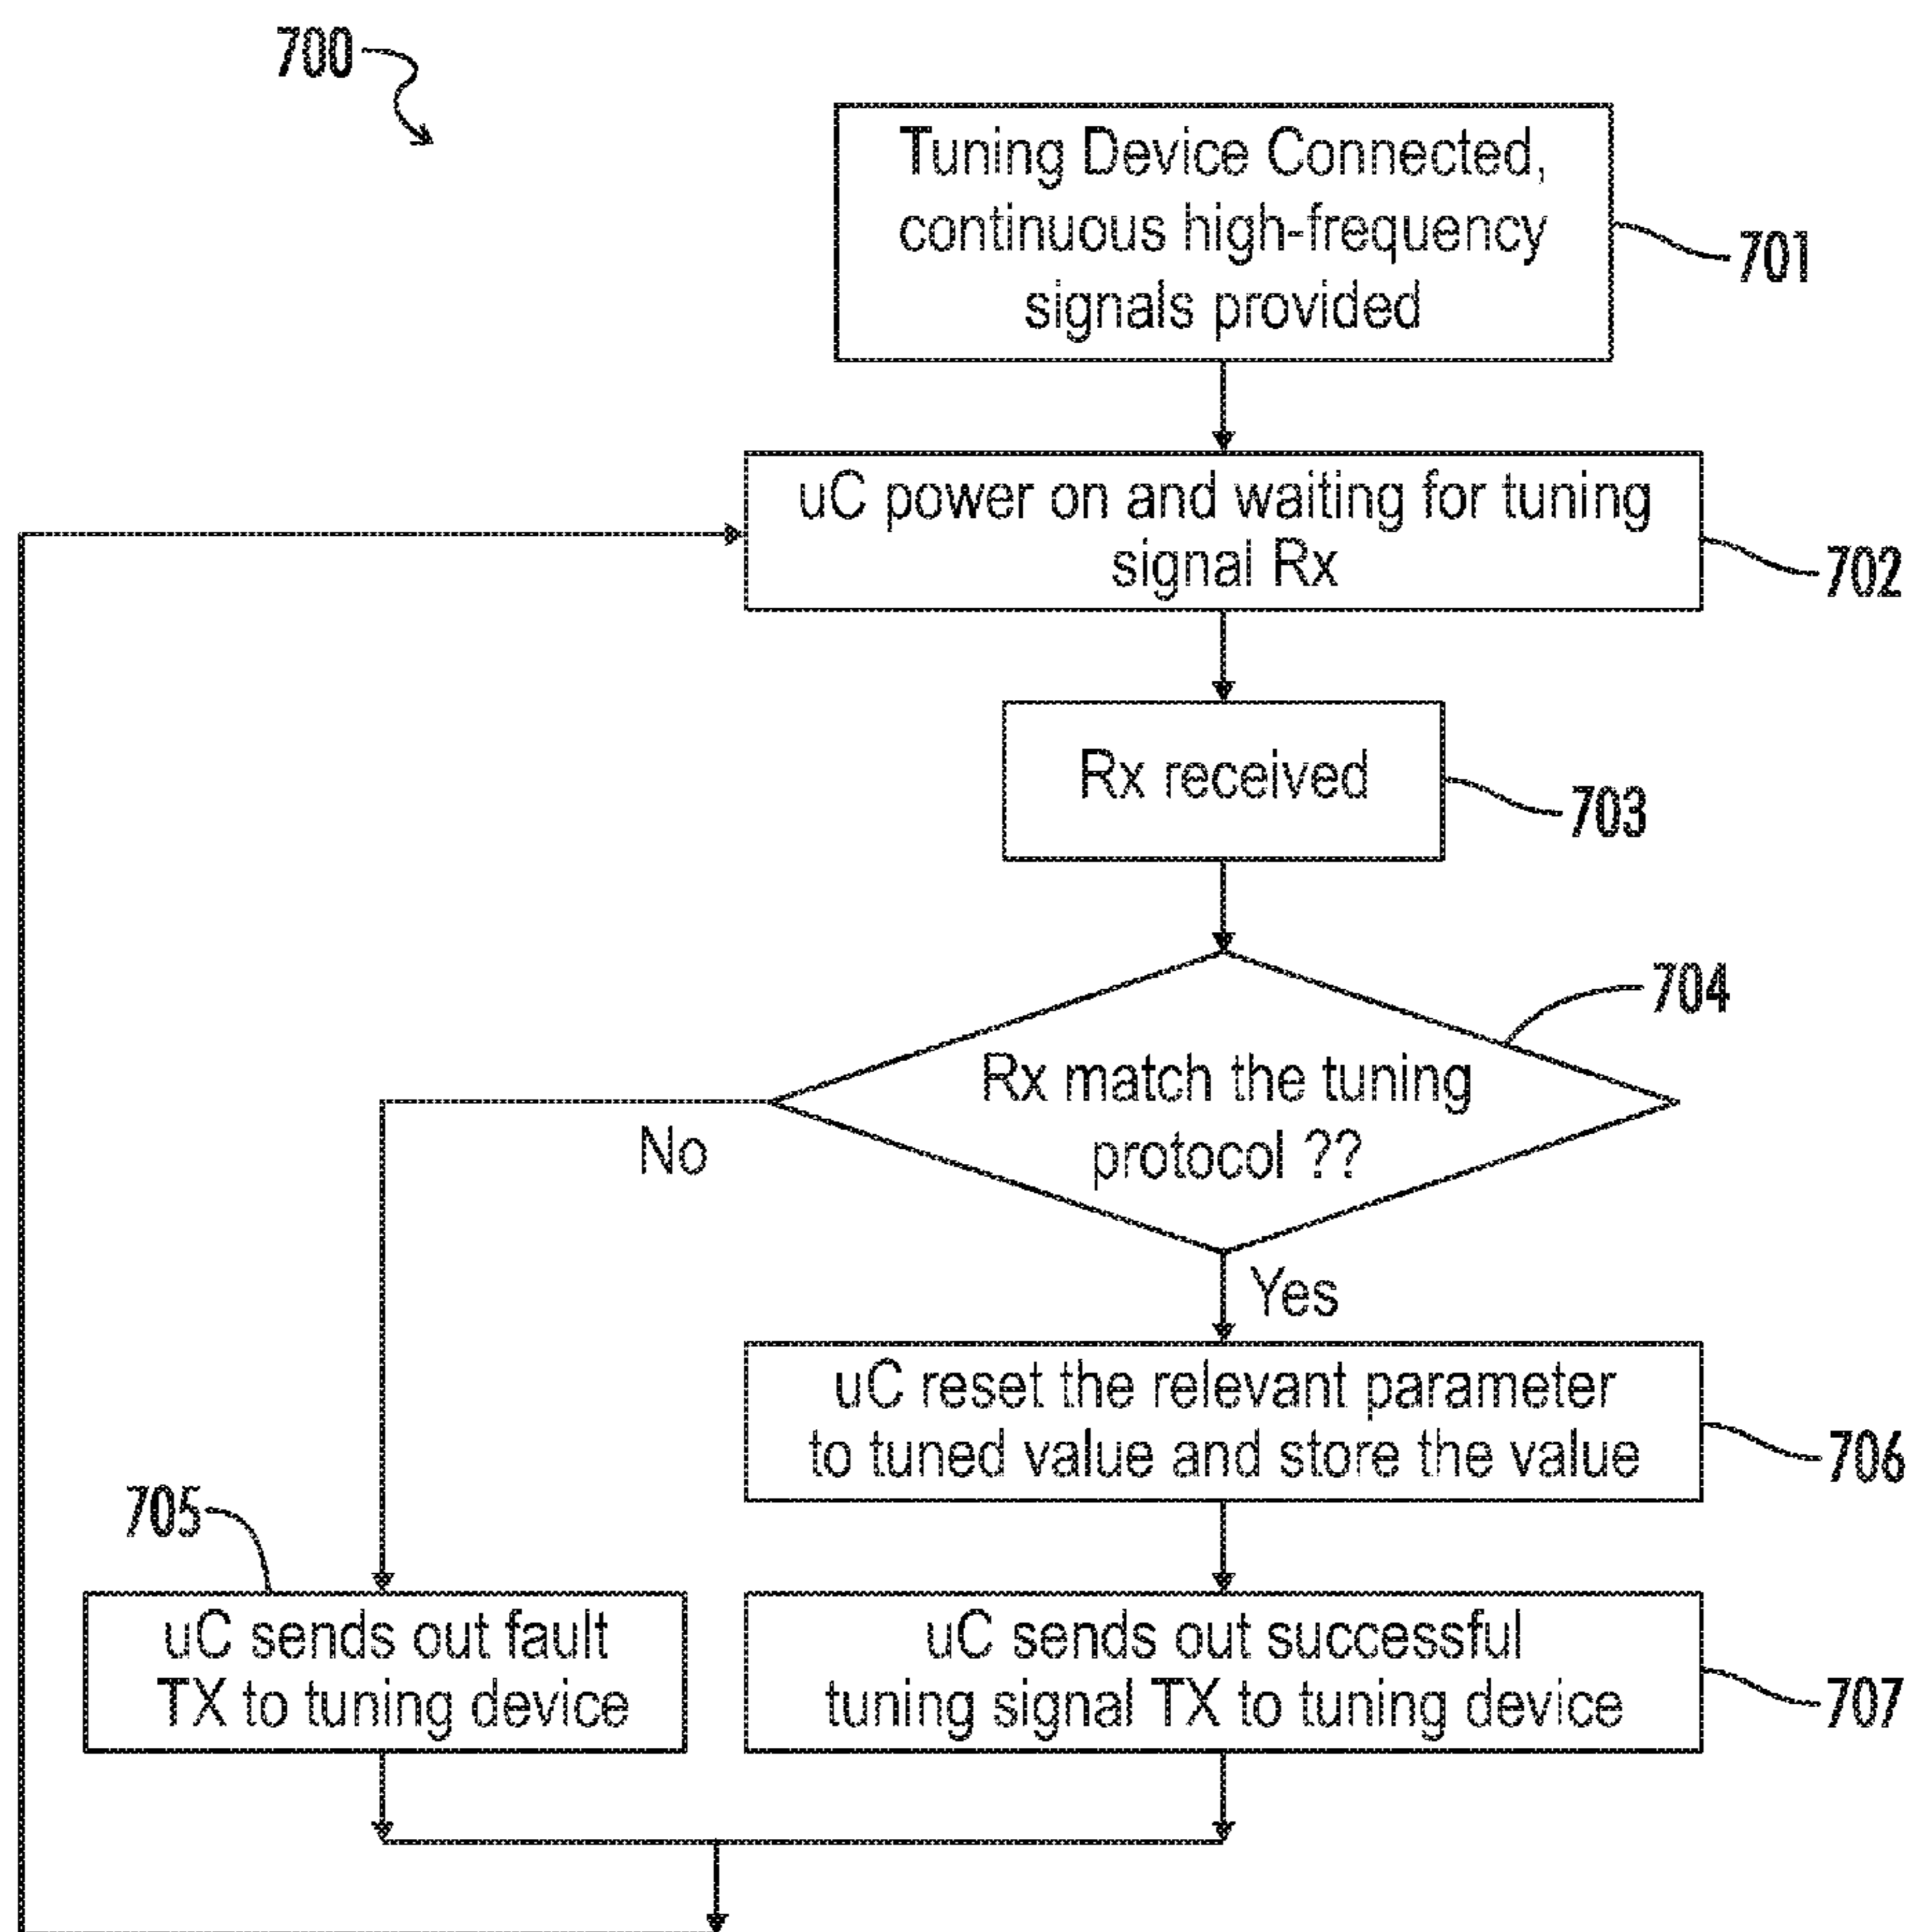 700
Tuning Device Connected,
continuous high-frequency
signals provided
701
uC power on and waiting for tuning
signal Rx
702
Rx received
703
704
Rx match the tuning
protocol ??
No
Yes
uC reset the relevant parameter
to tuned value and store the value
706
705
uC sends out fault
TX to tuning device
uC sends out successful
tuning signal TX to tuning device
707